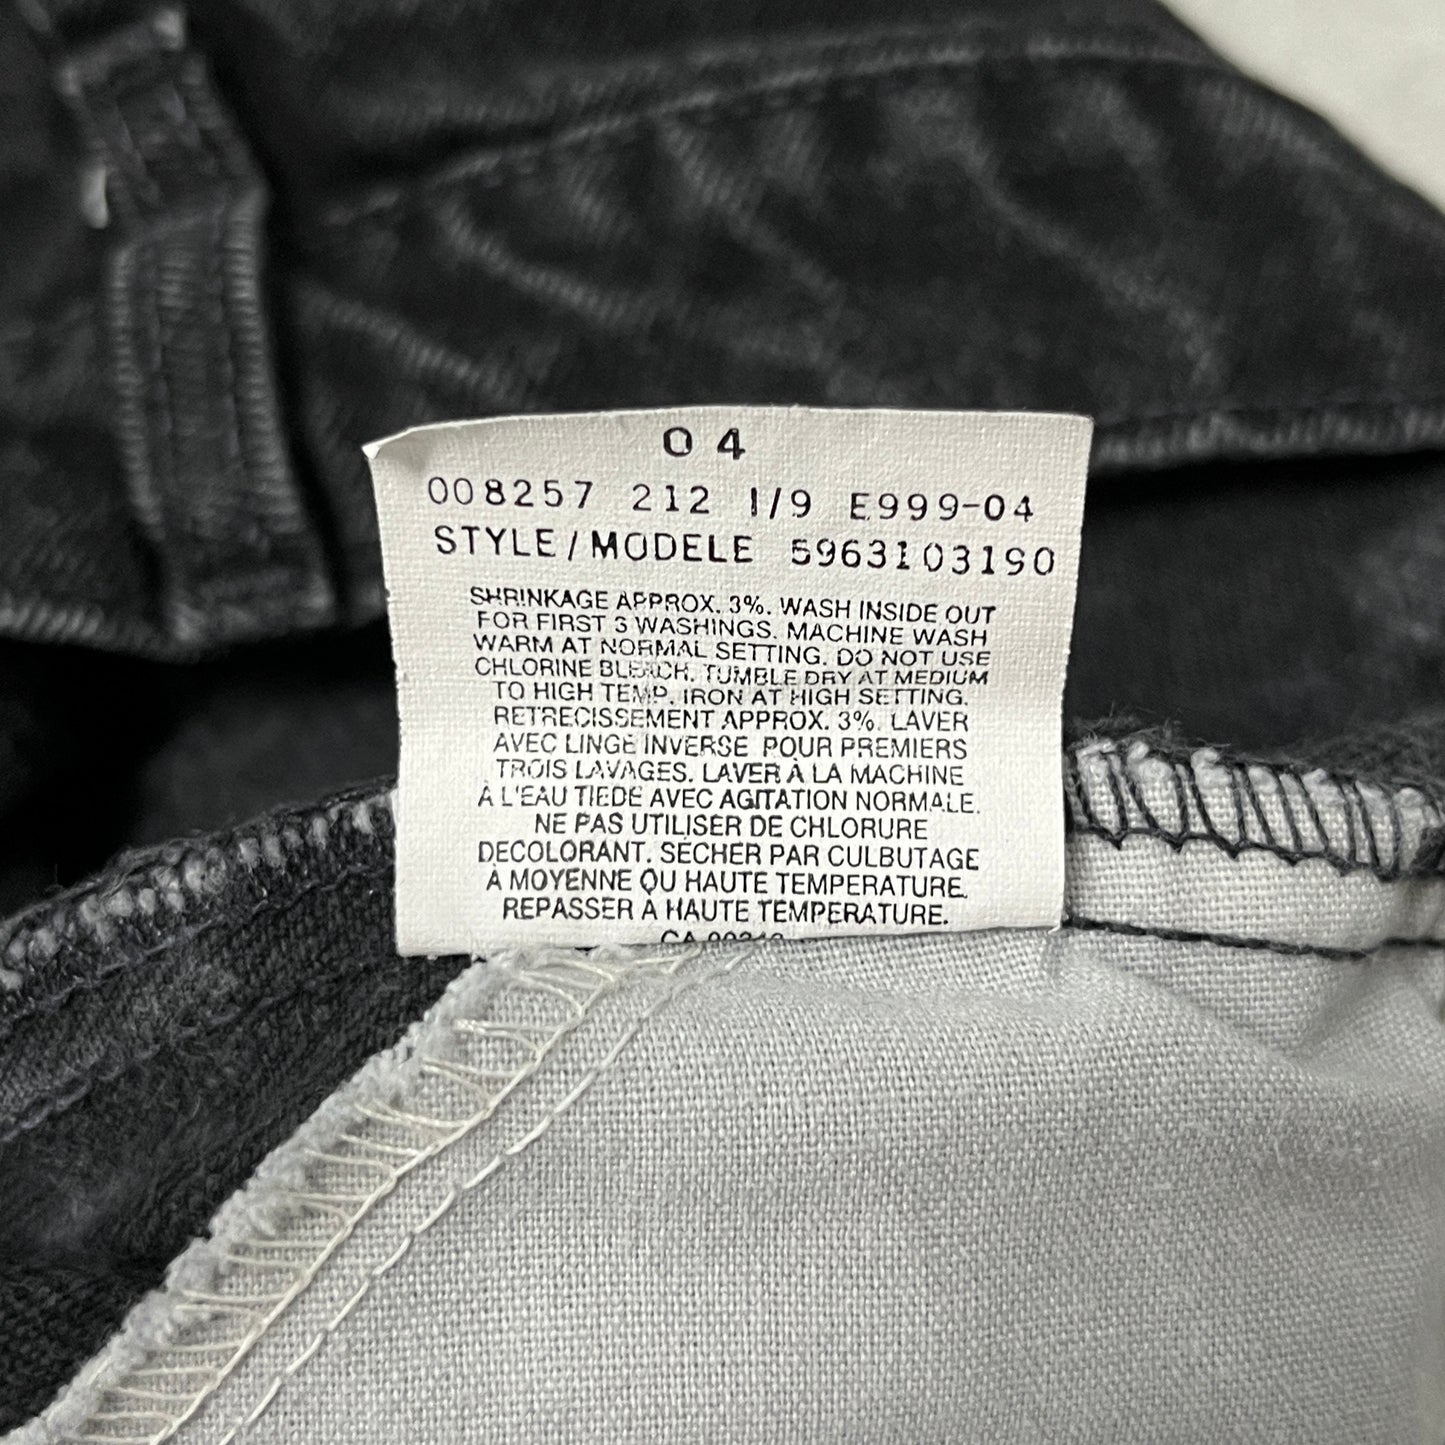 04
008257 212 1/9 E999-04
STYLE/MODELE 5963103190
SHRINKAGE APPROX. 3%. WASH INSIDE OUT
FOR FIRST 3 WASHINGS. MACHINE WASH
WARM AT NORMAL SETTING. DO NOT USE
CHLORINE BLEACH. TUMBLE DRY AT MEDIUM
TO HIGH TEMP. IRON AT HIGH SETTING.
RETRECISSEMENT APPROX. 3%. LAVER
AVEC LINGE INVERSE POUR PREMIERS
TROIS LAVAGES. LAVER À LA MACHINE
À L'EAU TIEDE AVEC AGITATION NORMALE.
NE PAS UTILISER DE CHLORURE
DECOLORANT. SECHER PAR CULBUTAGE
À MOYENNE OU HAUTE TEMPERATURE.
REPASSER À HAUTE TEMPERATURE.
CA